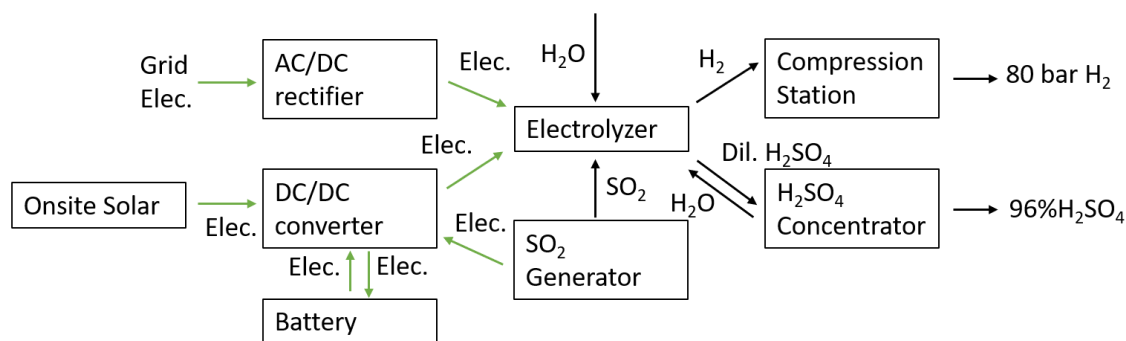 Grid
Elec.
AC/DC
rectifier
Elec.
H₂O
H₂
Compression
Station
80 bar H₂
Electrolyzer
Elec.
Dil. H₂SO₄
Onsite Solar
Elec.
DC/DC
converter
Elec.
SO₂
H₂O
H₂SO₄
Concentrator
96%H₂SO₄
SO₂
Generator
Elec.
Elec.
Battery